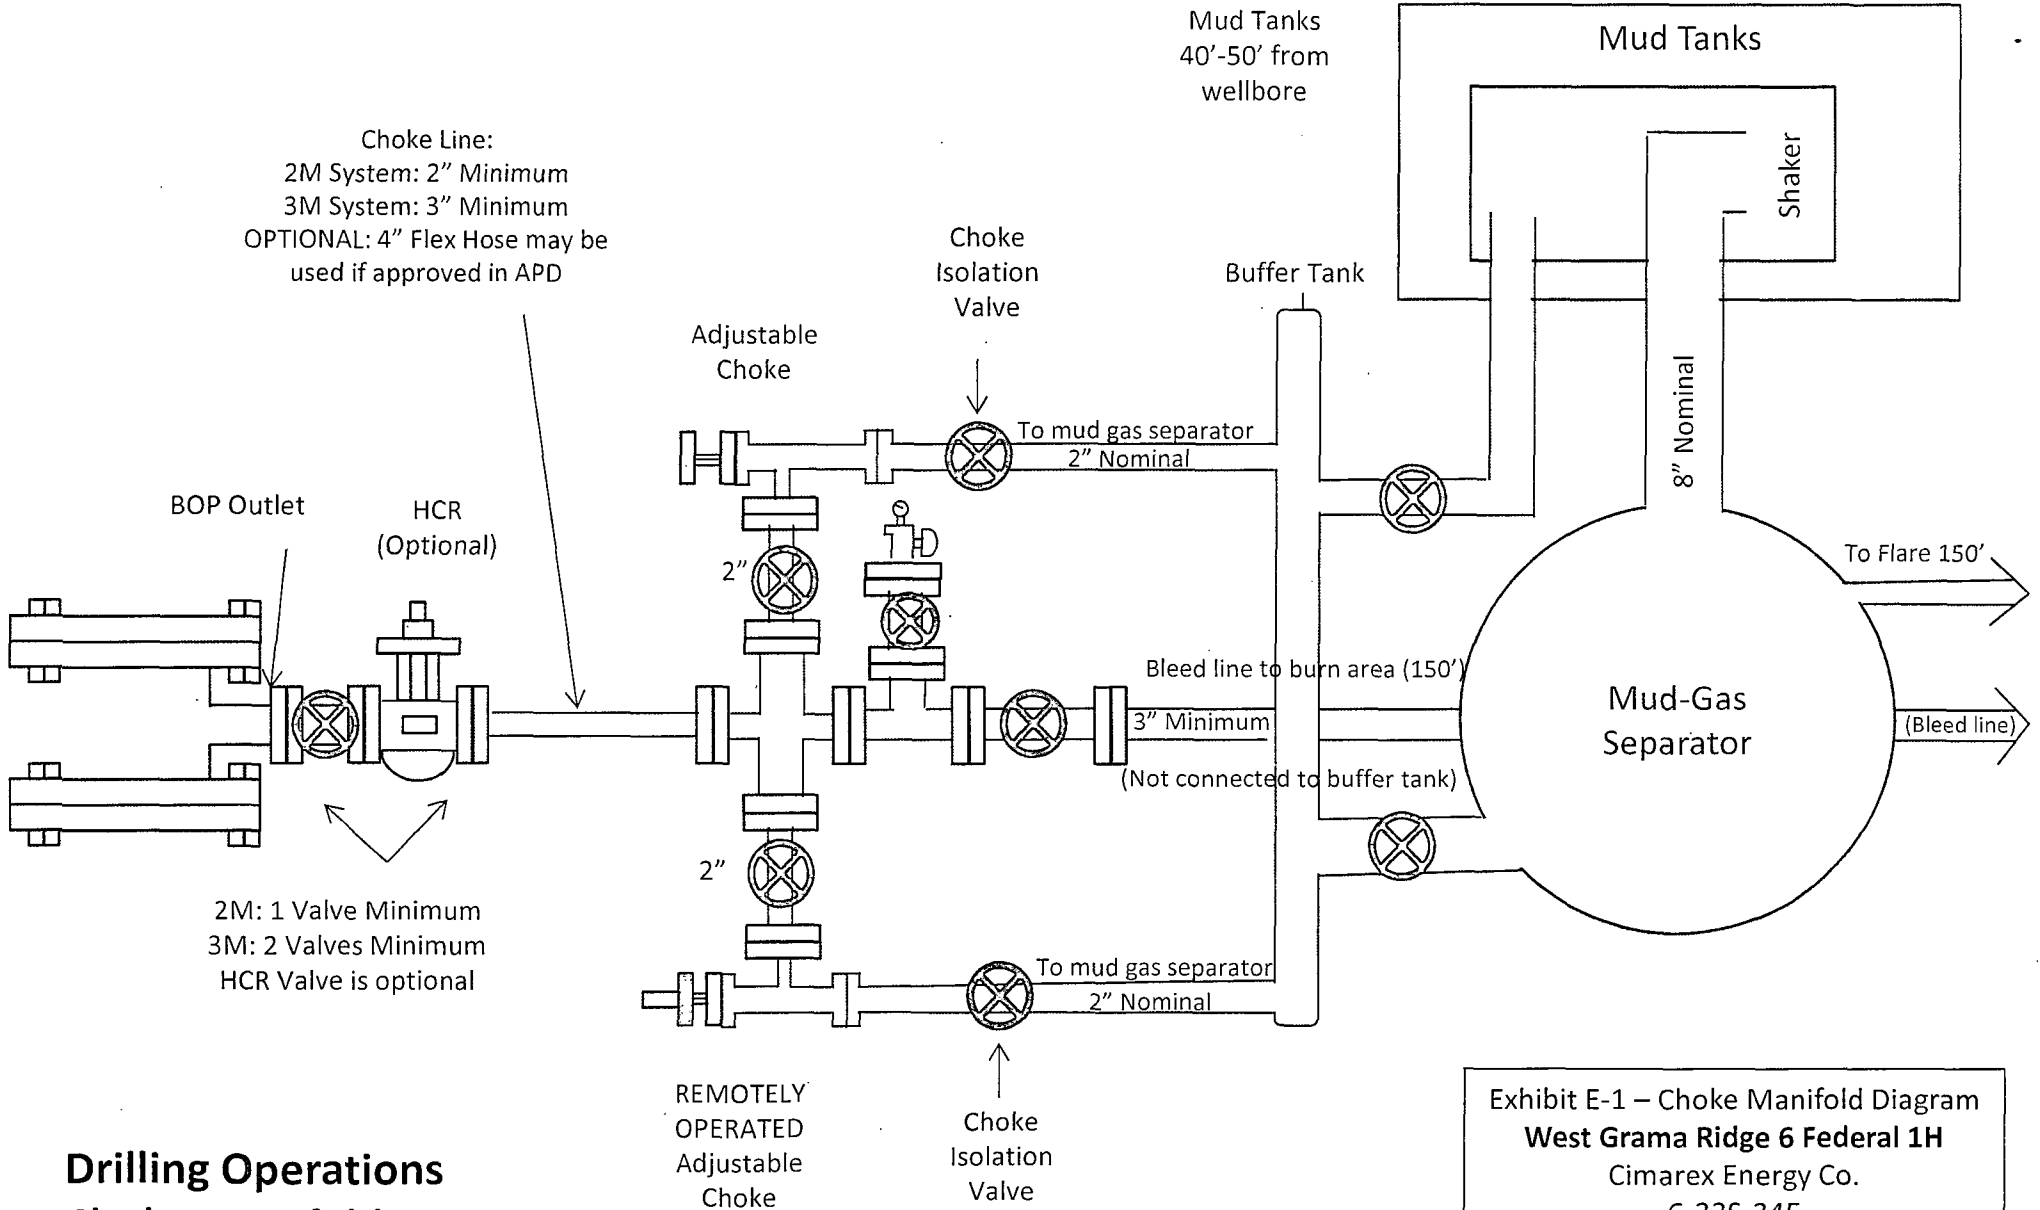 Mud Tanks
40’-50’ from
wellbore
Mud Tanks
Shaker
Choke Line:
2M System: 2” Minimum
3M System: 3” Minimum
OPTIONAL: 4” Flex Hose may be
used if approved in APD
Choke
Isolation
Valve
Buffer Tank
Adjustable
Choke
8” Nominal
To mud gas separator
2” Nominal
BOP Outlet
HCR
(Optional)
2”
To Flare 150’
Bleed line to burn area (150’)
3” Minimum
(Not connected to buffer tank)
Mud-Gas
Separator
(Bleed line)
2”
2M: 1 Valve Minimum
3M: 2 Valves Minimum
HCR Valve is optional
To mud gas separator
2” Nominal
REMOTELY
OPERATED
Adjustable
Choke
Choke
Isolation
Valve
Drilling Operations
Exhibit E-1 – Choke Manifold Diagram
West Grama Ridge 6 Federal 1H
Cimarex Energy Co.